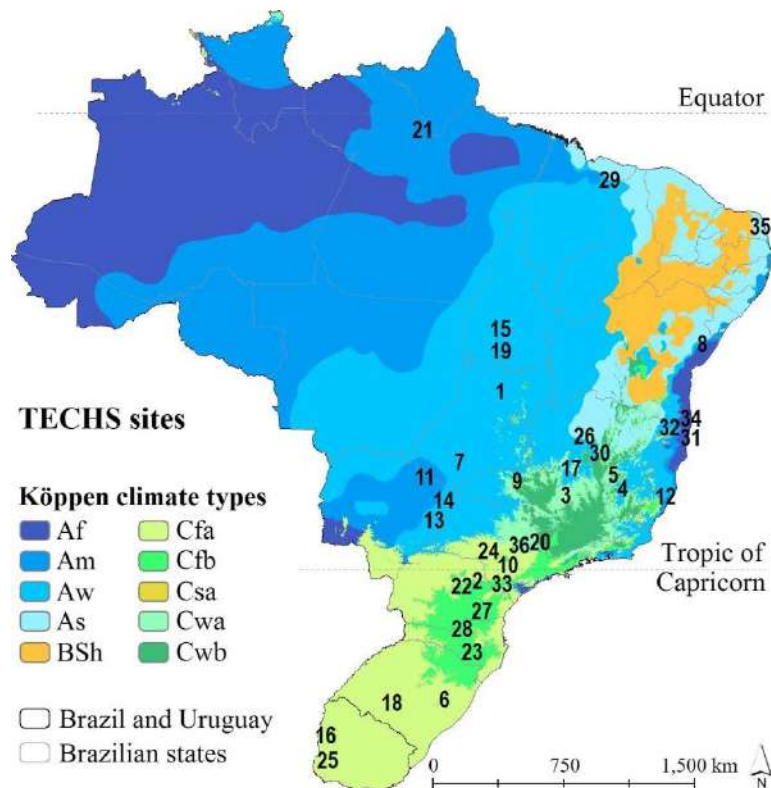 Equator
21
29
35
15
19
8
1
TECHS sites
34
32
31
26
30
7
17
5
11
9
4
Köppen climate types
3
12
14
13
Af
Cfa
36
20
24
Tropic of
Capricorn
Am
Cfb
10
2
33
22
Aw
Csa
27
28
As
Cwa
23
BSh
Cwb
18
6
Brazil and Uruguay
16
Brazilian states
25
0
750
1,500 km
N